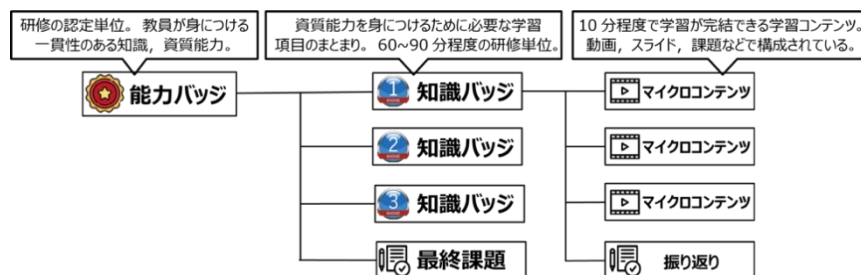 研修の認定単位。教員が身につける
一貫性のある知識，資質能力。
資質能力を身につけるために必要な学習
項目のまとまり。60~90 分程度の研修単位。
10 分程度で学習が完結できる学習コンテンツ。
動画，スライド，課題などで構成されている。
能力バッジ
1 知識バッジ
マイクロコンテンツ
2 知識バッジ
マイクロコンテンツ
3 知識バッジ
マイクロコンテンツ
最終課題
振り返り